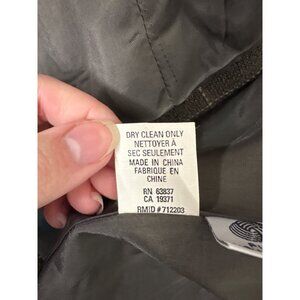 DRY CLEAN ONLY
NETTOYER A
SEC SEULEMENT
MADE IN CHINA
FABRIQUE EN
CHINE
RN 63837
CA 19371
RMID #712203